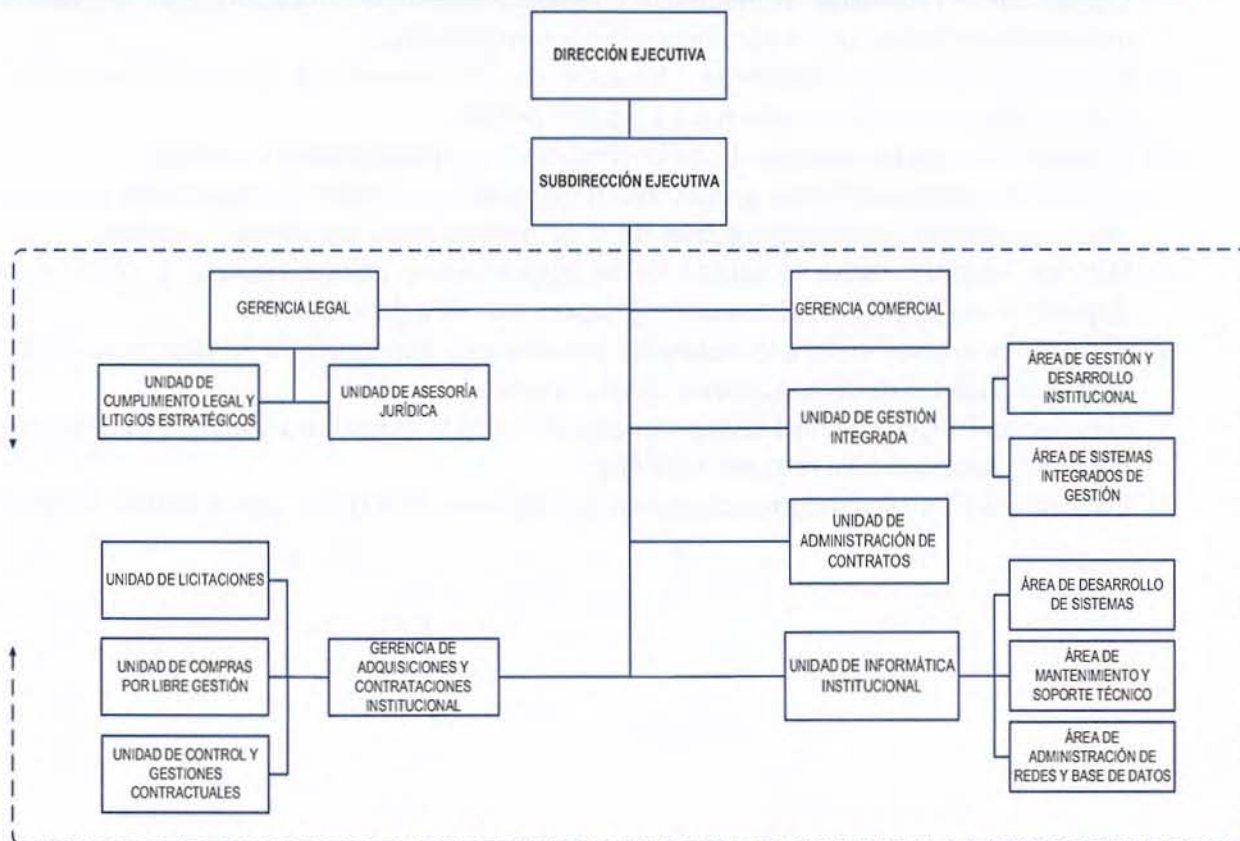 DIRECCIÓN EJECUTIVA
SUBDIRECCIÓN EJECUTIVA
GERENCIA LEGAL
GERENCIA COMERCIAL
UNIDAD DE
CUMPLIMIENTO LEGAL Y
LITIGIOS ESTRATÉGICOS
UNIDAD DE ASESORÍA
JURÍDICA
UNIDAD DE GESTIÓN
INTEGRADA
ÁREA DE GESTIÓN Y
DESARROLLO
INSTITUCIONAL
ÁREA DE SISTEMAS
INTEGRADOS DE
GESTIÓN
UNIDAD DE
ADMINISTRACIÓN DE
CONTRATOS
UNIDAD DE LICITACIONES
UNIDAD DE COMPRAS
POR LIBRE GESTIÓN
UNIDAD DE CONTROL Y
GESTIONES
CONTRACTUALES
GERENCIA DE
ADQUISICIONES Y
CONTRATACIONES
INSTITUCIONAL
UNIDAD DE INFORMÁTICA
INSTITUCIONAL
ÁREA DE DESARROLLO
DE SISTEMAS
ÁREA DE
MANTENIMIENTO Y
SOPORTE TÉCNICO
ÁREA DE
ADMINISTRACIÓN DE
REDES Y BASE DE DATOS